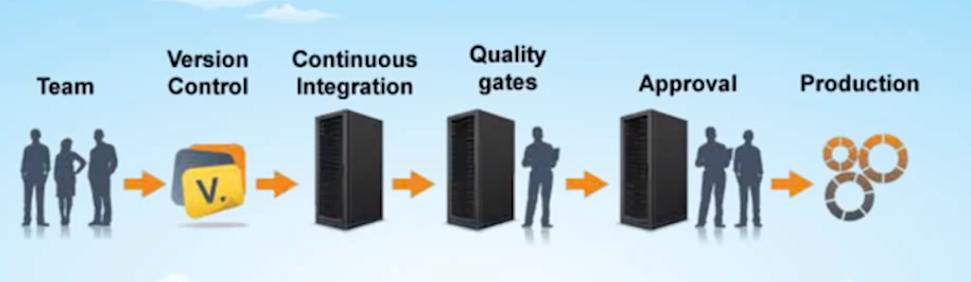 Team
Version
Control
Continuous
Integration
Quality
gates
Approval
Production
V.